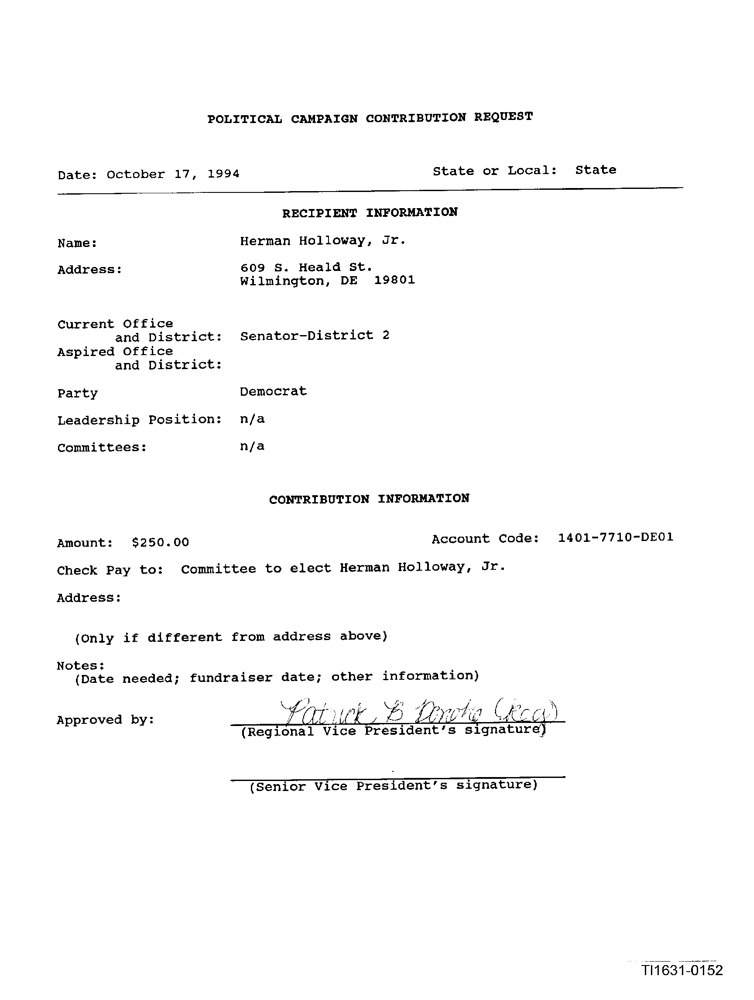 POLITICAL CAMPAIGN CONTRIBUTION REQUEST
Date: October 17, 1994 State or Local: State
RECIPIENT INFORMATION
Name: Herman Holloway, Jr.
Address: 609 S. Heald St.
Wilmington, DE 19801
Current Office
and District: Senator-District 2
Aspired Office
and District:
Party Democrat
Leadership Position: n/a
Committees: n/a
CONTRIBUTION INFORMATION
Amount: $250.00 Account Code: 1401-7710-DE01
Check Pay to: Committee to elect Herman Holloway, Jr.
Address:
(Only if different from address above)
Notes:
(Date needed; fundraiser date; other information)
Approved by: Patrick B
(Regional Vice President's signature)
(Senior Vice President's signature)
TI1631-0152